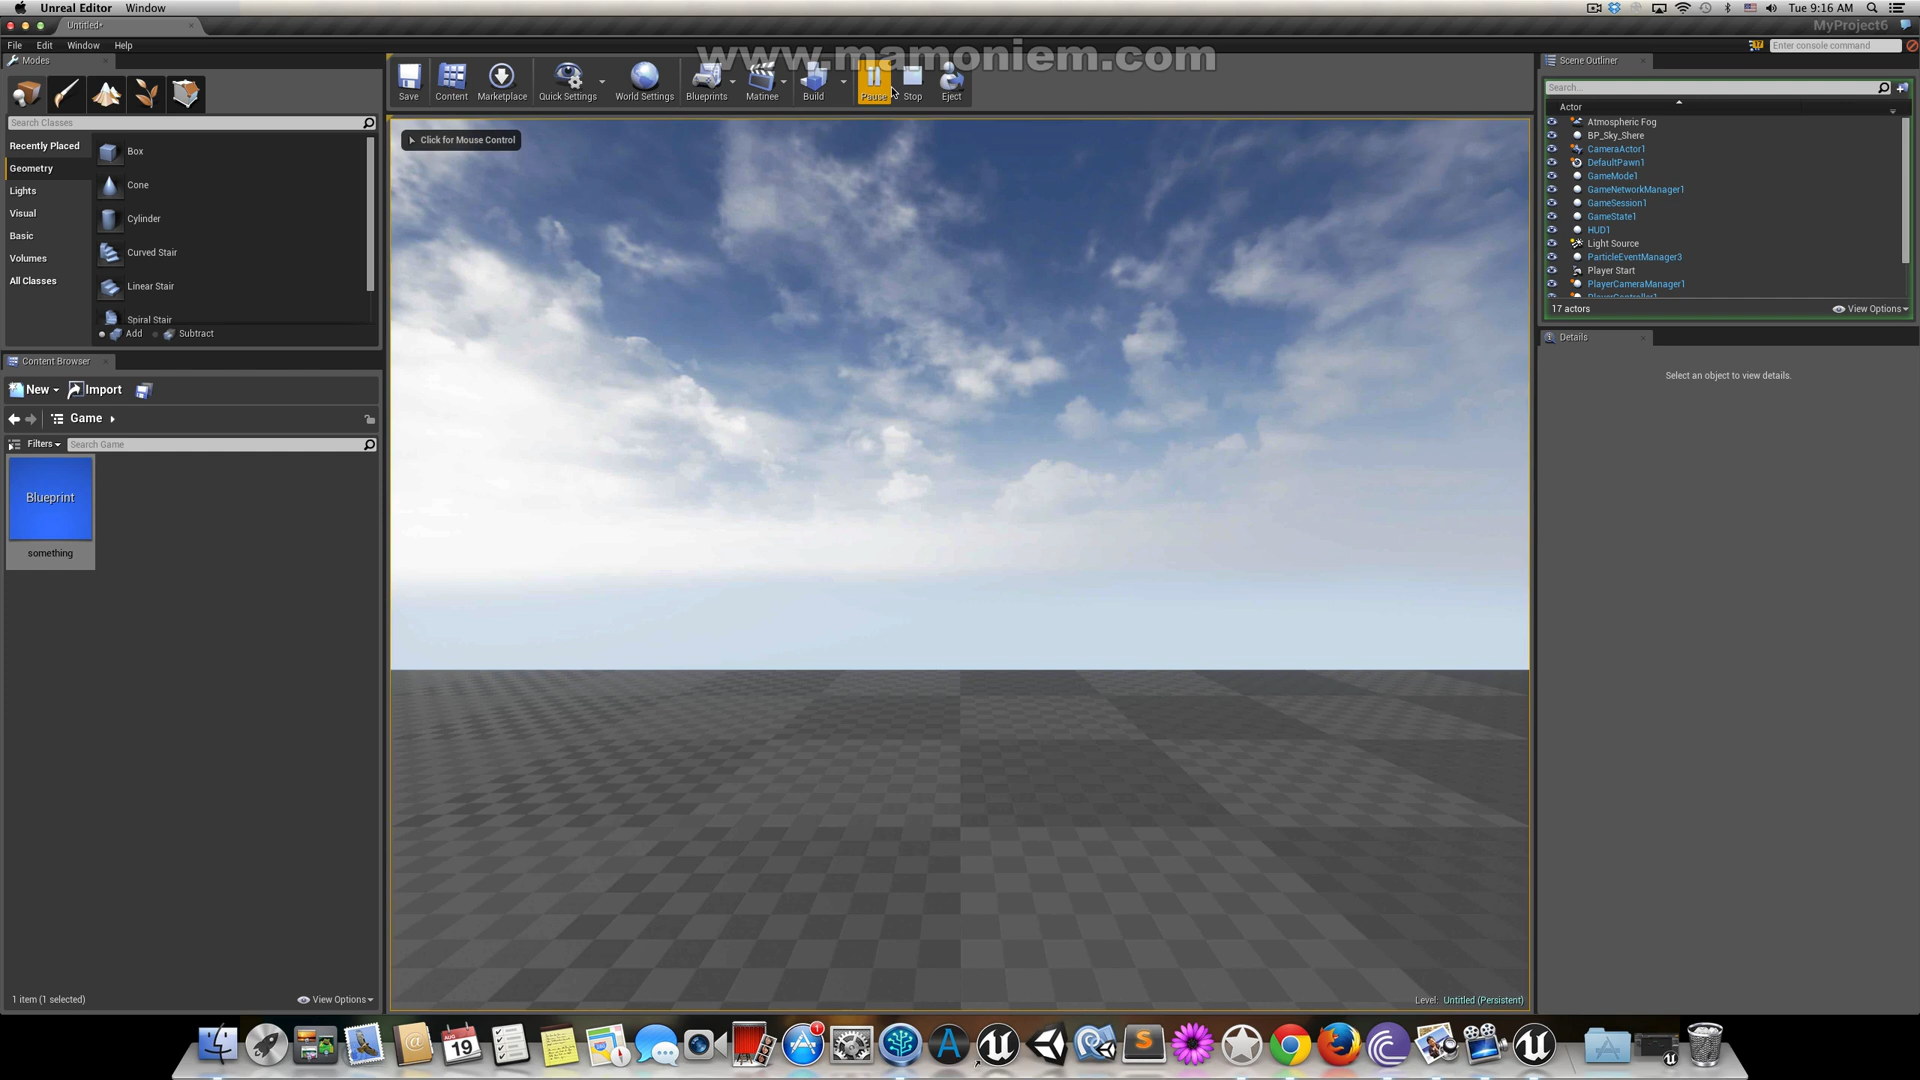 Unreal Editor Window
Tue 9:16 AM
Untitled*
MyProject6
File Edit Window Help
Enter console command
www.mamoniem.com
Modes
Save Content Marketplace Quick Settings World Settings Blueprints Matinee Build Pause Stop Eject
Search Classes
Recently Placed
Geometry
Lights
Visual
Basic
Volumes
All Classes
Box
Cone
Cylinder
Curved Stair
Linear Stair
Spiral Stair
Add Subtract
Content Browser
New Import
Game
Filters Search Game
Blueprint
something
1 item (1 selected)
View Options
Click for Mouse Control
Level: Untitled (Persistent)
Scene Outliner
Search...
Actor
Atmospheric Fog
BP_Sky_Shere
CameraActor1
DefaultPawn1
GameMode1
GameNetworkManager1
GameSession1
GameState1
HUD1
Light Source
ParticleEventManager3
Player Start
PlayerCameraManager1
PlayerController1
17 actors
View Options
Details
Select an object to view details.
AUG
19
1